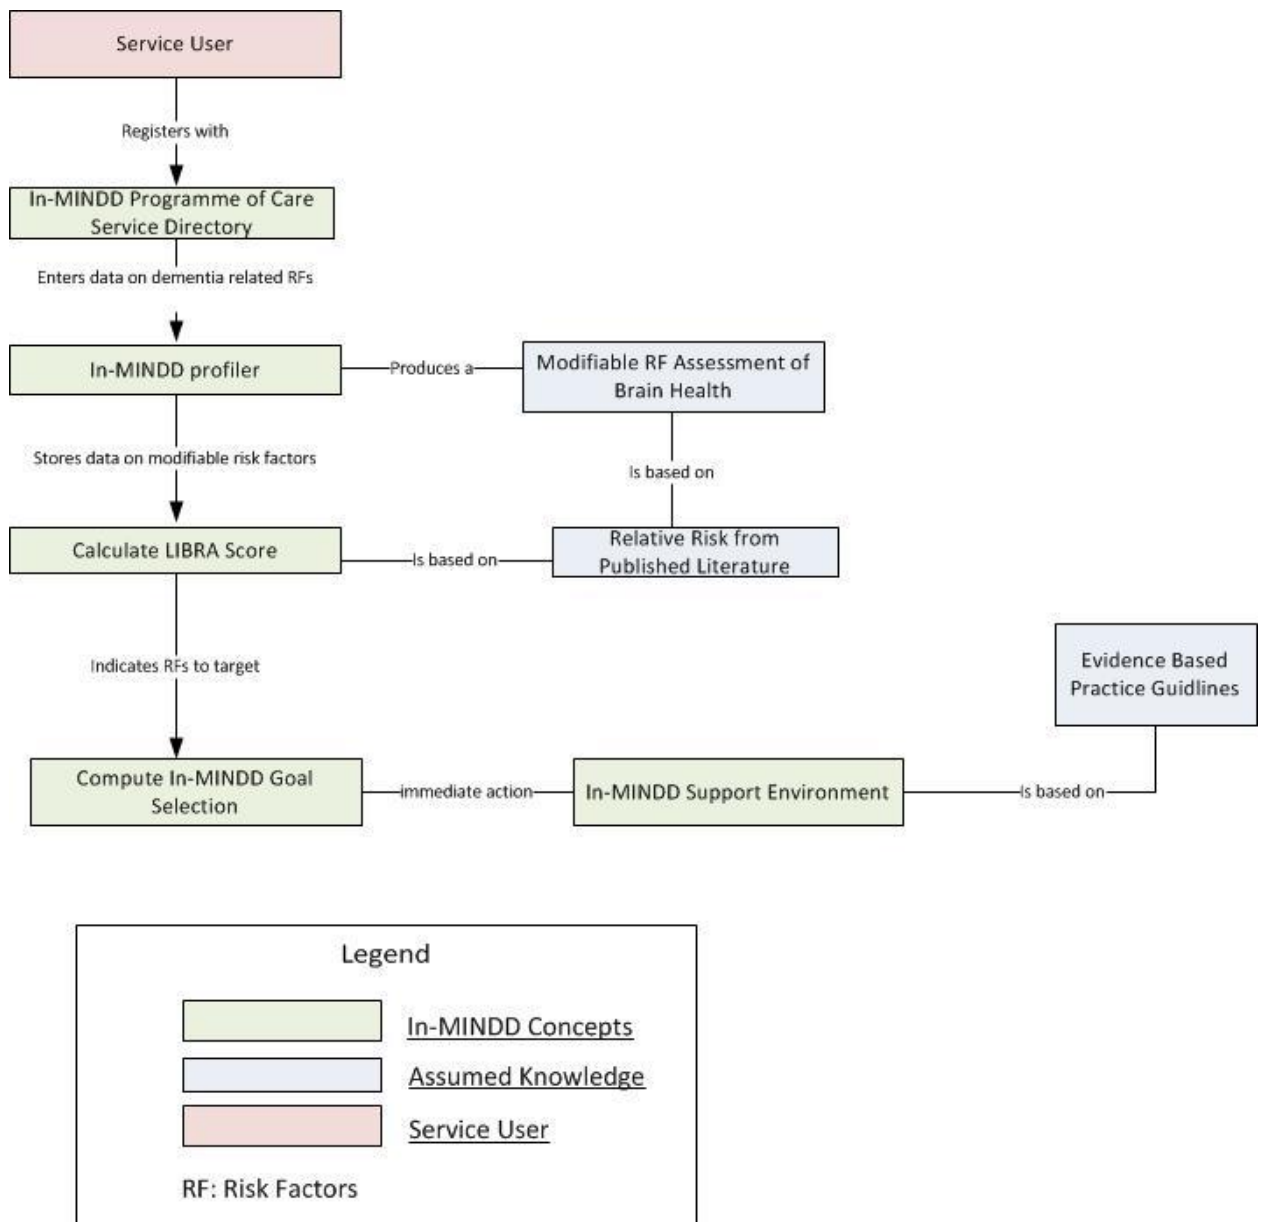 Service User
Registers with
In-MINDD Programme of Care
Service Directory
Enters data on dementia related RFs
In-MINDD profiler
Produces a
Modifiable RF Assessment of
Brain Health
Stores data on modifiable risk factors
Is based on
Calculate LIBRA Score
Is based on
Relative Risk from
Published Literature
Indicates RFs to target
Evidence Based
Practice Guidlines
Compute In-MINDD Goal
Selection
immediate action
In-MINDD Support Environment
Is based on
Legend
In-MINDD Concepts
Assumed Knowledge
Service User
RF: Risk Factors